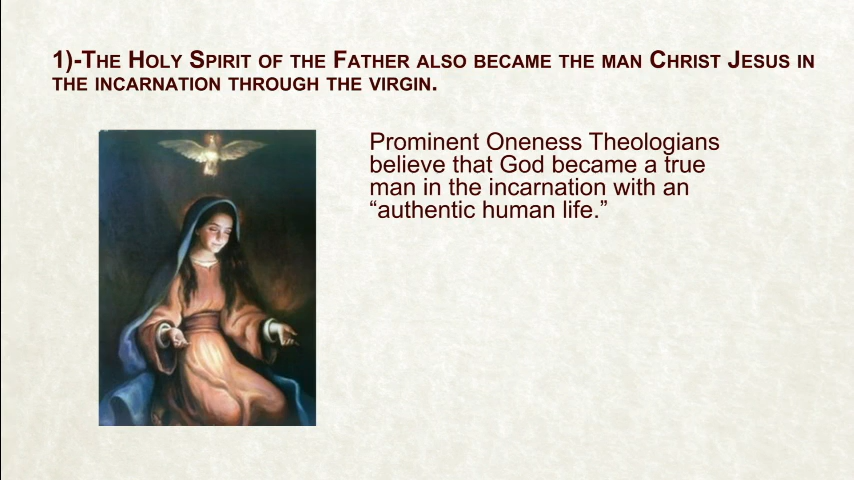 1)-The Holy Spirit of the Father also became the man Christ Jesus in
the incarnation through the virgin.
Prominent Oneness Theologians
believe that God became a true
man in the incarnation with an
“authentic human life.”